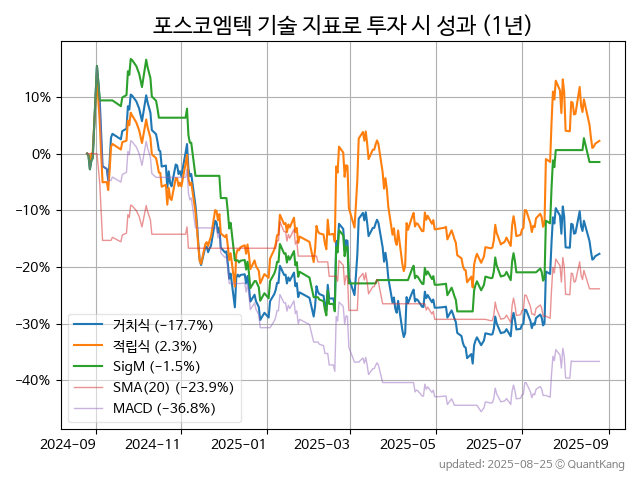 포스코엠텍 기술 지표로 투자 시 성과 (1년)
10%
0%
−10%
−20%
−30%
−40%
거치식 (−17.7%)
적립식 (2.3%)
SigM (−1.5%)
SMA(20) (−23.9%)
MACD (−36.8%)
2024-09 2024-11 2025-01 2025-03 2025-05 2025-07 2025-09
updated: 2025-08-25 © QuantKang